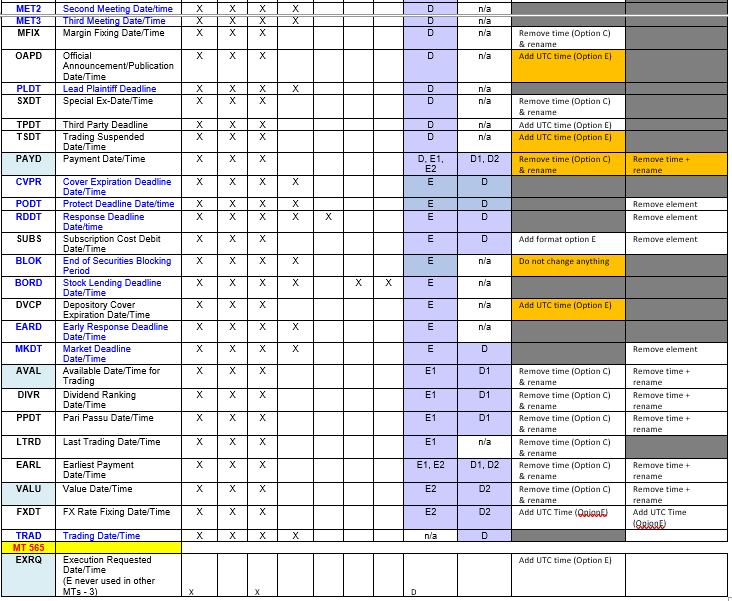 MET2 Second Meeting Date/time X X X X D n/a
MET3 Third Meeting Date/time X X X X D n/a
MFIX Margin Fixing Date/Time X X X D n/a Remove time (Option C)
& rename
OAPD Official X X X D n/a Add UTC time (Option E)
Announcement/Publication
Date/Time
PLDT Lead Plaintiff Deadline X X X X D n/a
SXDT Special Ex-Date/Time X X X D n/a Remove time (Option C)
& rename
TPDT Third Party Deadline X X X D n/a Add UTC time (Option E)
TSDT Trading Suspended X X X D n/a Add UTC time (Option E)
Date/Time
PAYD Payment Date/Time X X X D, E1, D1, D2 Remove time (Option C) Remove time +
E2 & rename rename
CVPR Cover Expiration Deadline X X X X E D
Date/Time
PODT Protect Deadline Date/time X X X X E D Remove element
RDDT Response Deadline X X X X X E D Remove element
Date/time
SUBS Subscription Cost Debit X X X E D Add format option E Remove element
Date/Time
BLOK End of Securities Blocking X X X X E n/a Do not change anything
Period
BORD Stock Lending Deadline X X X X X X E n/a
Date/Time
DVCP Depository Cover X X X E n/a Add UTC time (Option E)
Expiration Date/Time
EARD Early Response Deadline X X X X E n/a
Date/Time
MKDT Market Deadline X X X X E D Remove element
Date/Time
AVAL Available Date/Time for X X X E1 D1 Remove time (Option C) Remove time +
Trading & rename rename
DIVR Dividend Ranking X X X E1 D1 Remove time (Option C) Remove time +
Date/Time & rename rename
PPDT Pari Passu Date/Time X X X E1 D1 Remove time (Option C) Remove time +
& rename rename
LTRD Last Trading Date/Time X X X E1 n/a Remove time (Option C)
& rename
EARL Earliest Payment X X X E1, E2 D1, D2 Remove time (Option C) Remove time +
Date/Time & rename rename
VALU Value Date/Time X X X E2 D2 Remove time (Option C) Remove time +
& rename rename
FXDT FX Rate Fixing Date/Time X X X E2 D2 Add UTC Time (OpionE) Add UTC Time
(OpionE)
TRAD Trading Date/Time X X X X n/a D
MT 565
EXRQ Execution Requested Add UTC time (Option E)
Date/Time
(E never used in other
MTs - 3) X X D